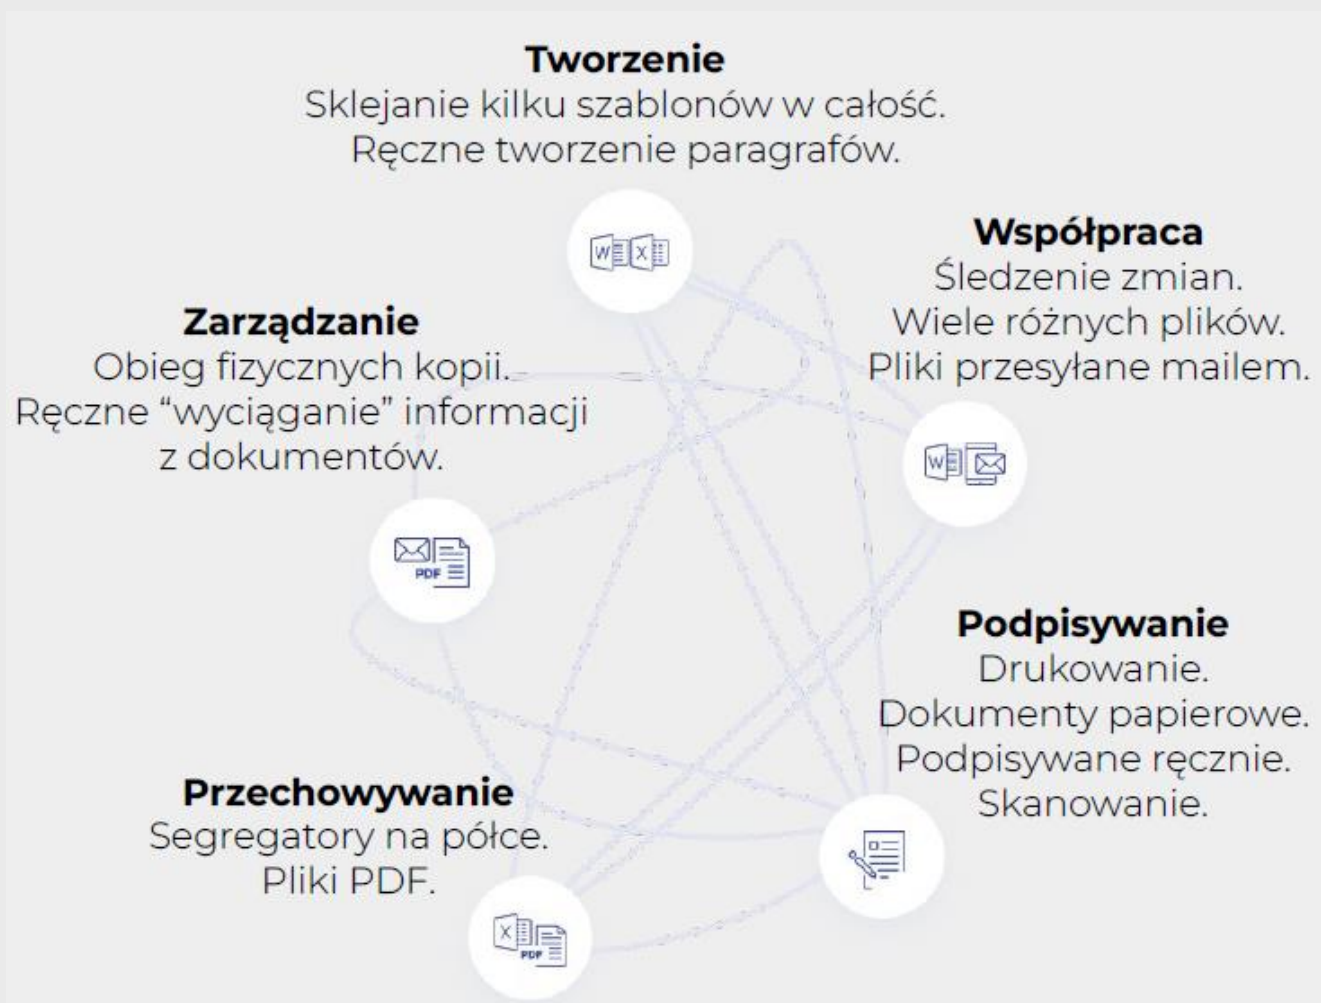 Tworzenie
Sklejanie kilku szablonów w całość.
Ręczne tworzenie paragrafów.
W X
Współpraca
Śledzenie zmian.
Wiele różnych plików.
Pliki przesyłane mailem.
W
Zarządzanie
Obieg fizycznych kopii.
Ręczne “wyciąganie” informacji
z dokumentów.
PDF
Podpisywanie
Drukowanie.
Dokumenty papierowe.
Podpisywane ręcznie.
Skanowanie.
Przechowywanie
Segregatory na półce.
Pliki PDF.
X
PDF